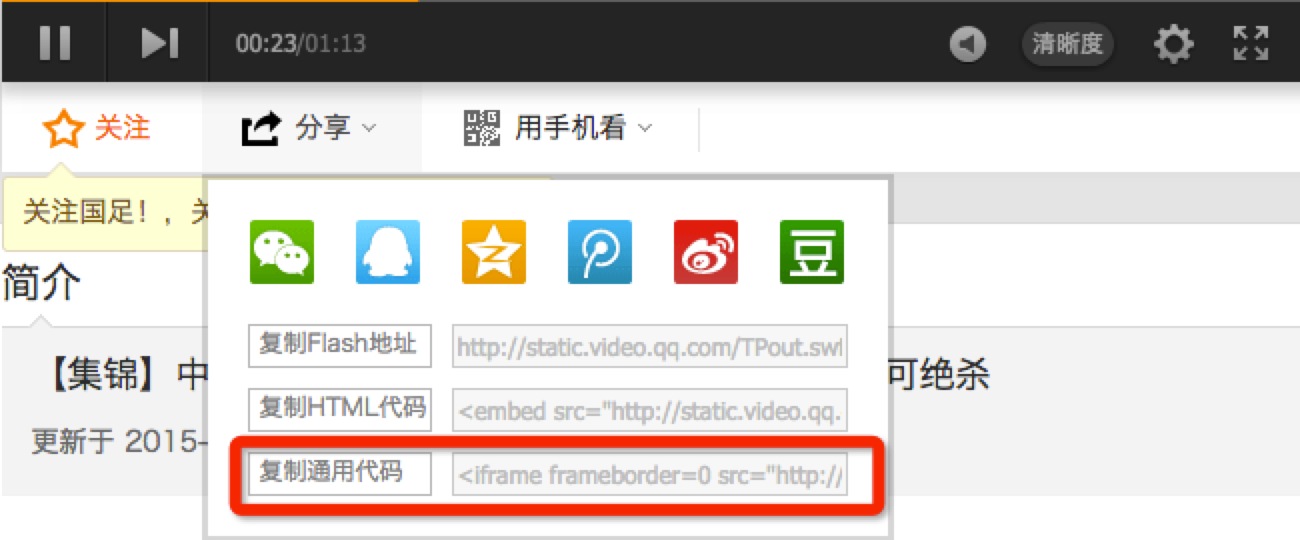 00:23/01:13 清晰度
关注 分享 用手机看
关注国足！，关
豆
简介
复制Flash地址 http://static.video.qq.com/TPout.swf
【集锦】中 可绝杀
复制HTML代码 <embed src="http://static.video.qq.
更新于 2015-
复制通用代码 <iframe frameborder=0 src="http://